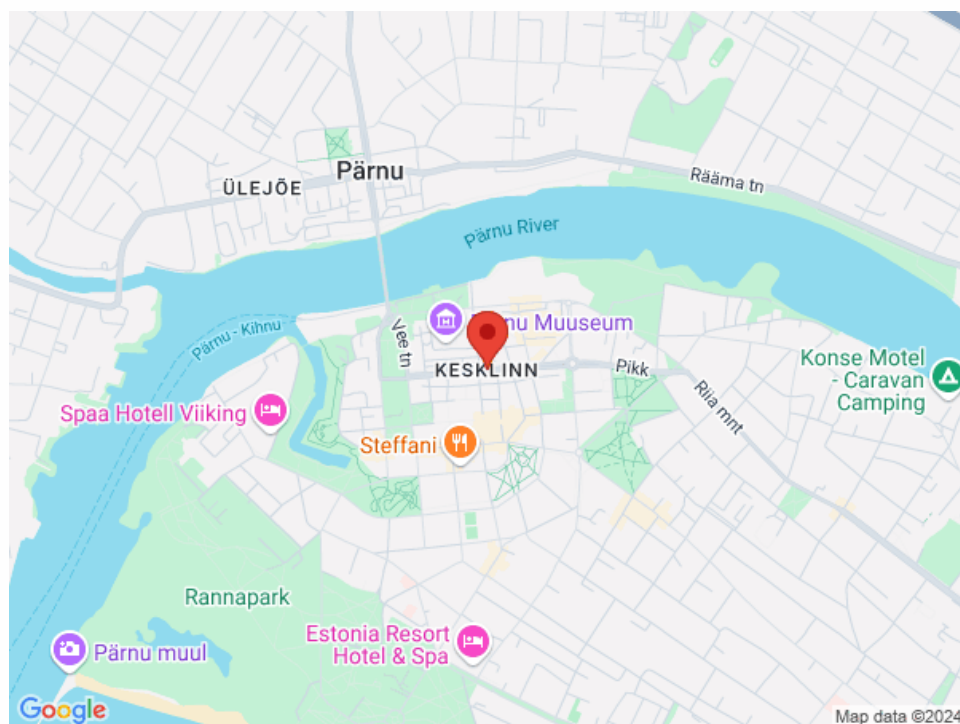 Rääma tn
Pärnu
ÜLEJÕE
Pärnu River
Pärnu - Kihnu
Vee tn
Muuseum
KESKLINN
Pikk
Konse Motel
- Caravan
Camping
Riia mnt
Spaa Hotell Viiking
Steffani
Rannapark
Estonia Resort
Hotel & Spa
Pärnu muul
Google
Map data ©2024